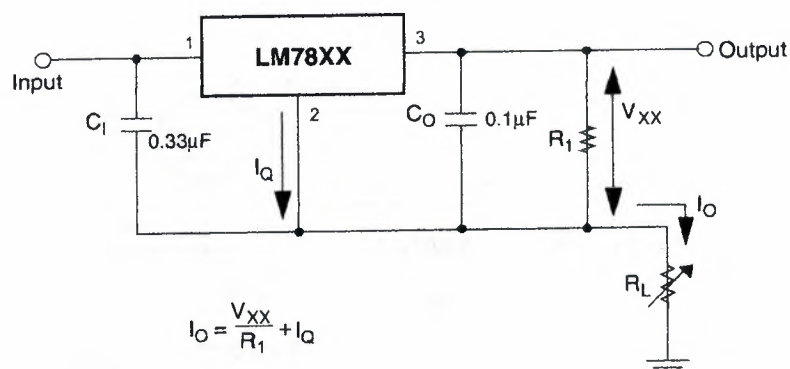 1
LM78XX
3
Output
Input
C_I
0.33μF
2
I_Q
C_O
0.1μF
R_1
V_XX
I_O
R_L
I_O = V_XX / R_1 + I_Q